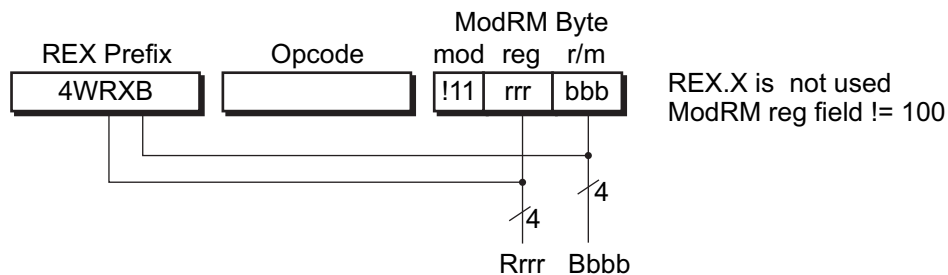 ModRM Byte
REX Prefix Opcode mod reg r/m
4WRXB !11 rrr bbb
REX.X is not used
ModRM reg field != 100
4
4
Rrrr Bbbb